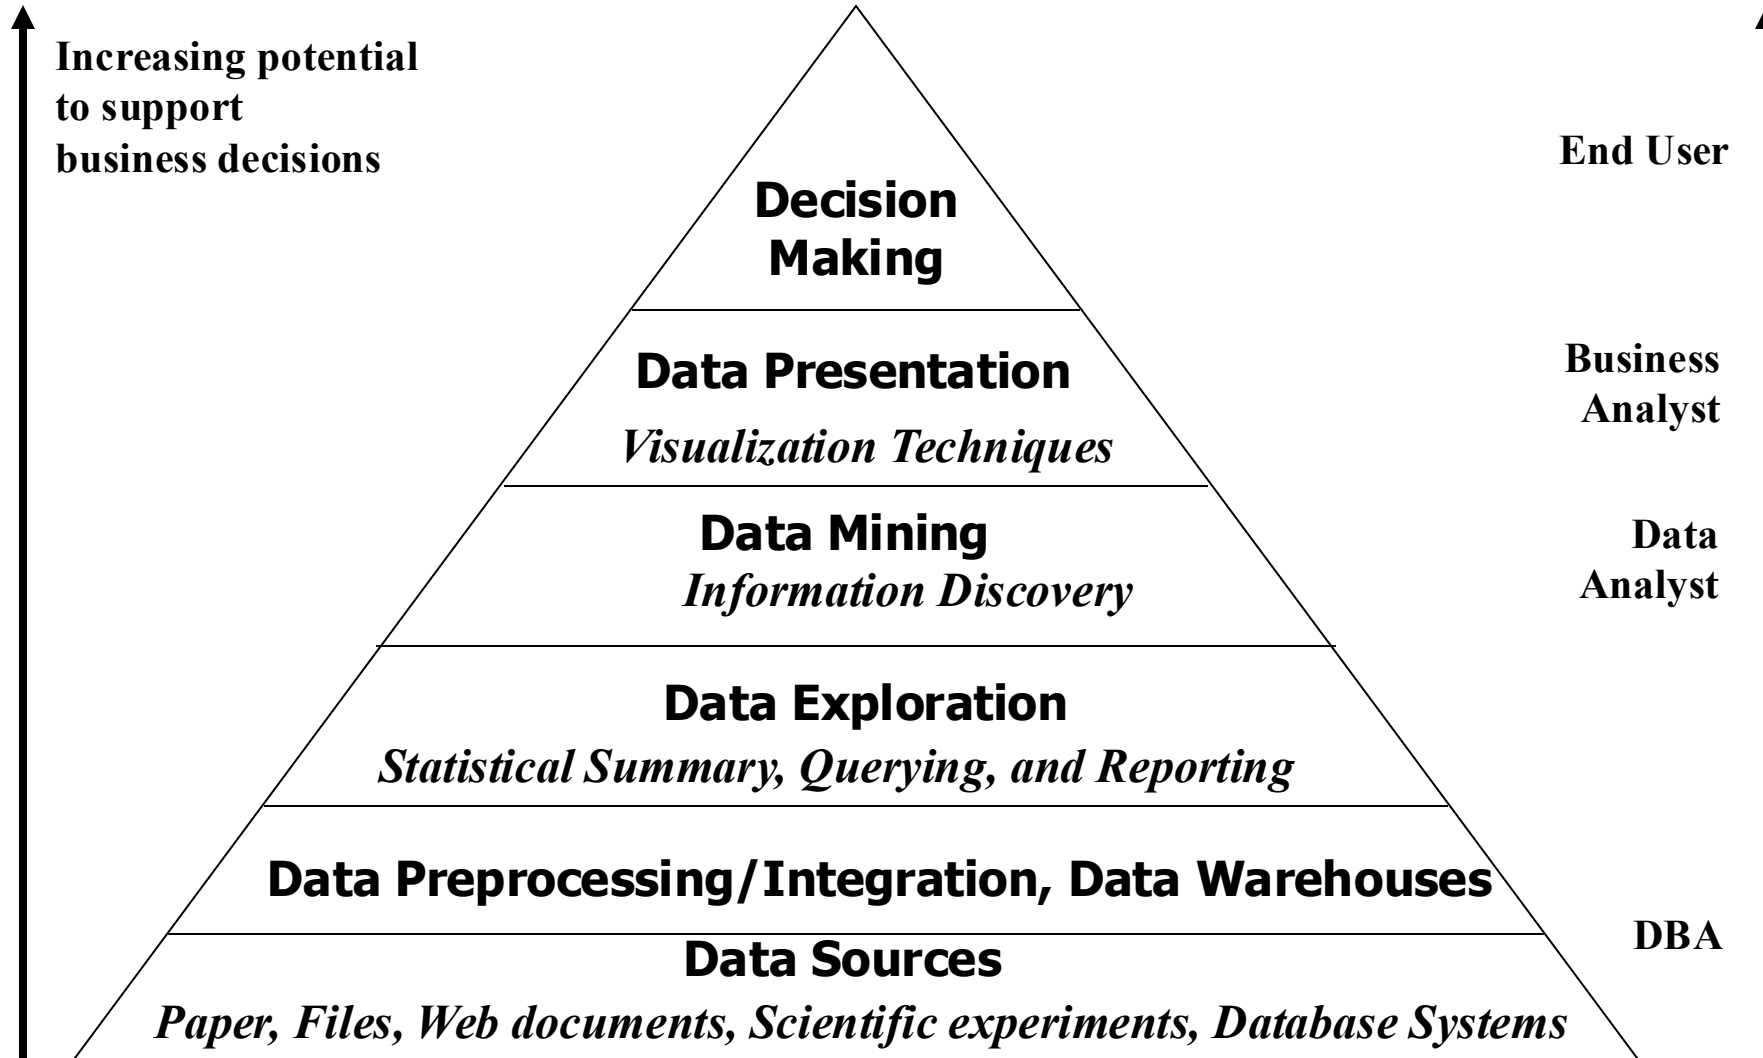 Increasing potential
to support
business decisions
End User
Decision
Making
Data Presentation
Visualization Techniques
Business
Analyst
Data Mining
Information Discovery
Data
Analyst
Data Exploration
Statistical Summary, Querying, and Reporting
Data Preprocessing/Integration, Data Warehouses
DBA
Data Sources
Paper, Files, Web documents, Scientific experiments, Database Systems